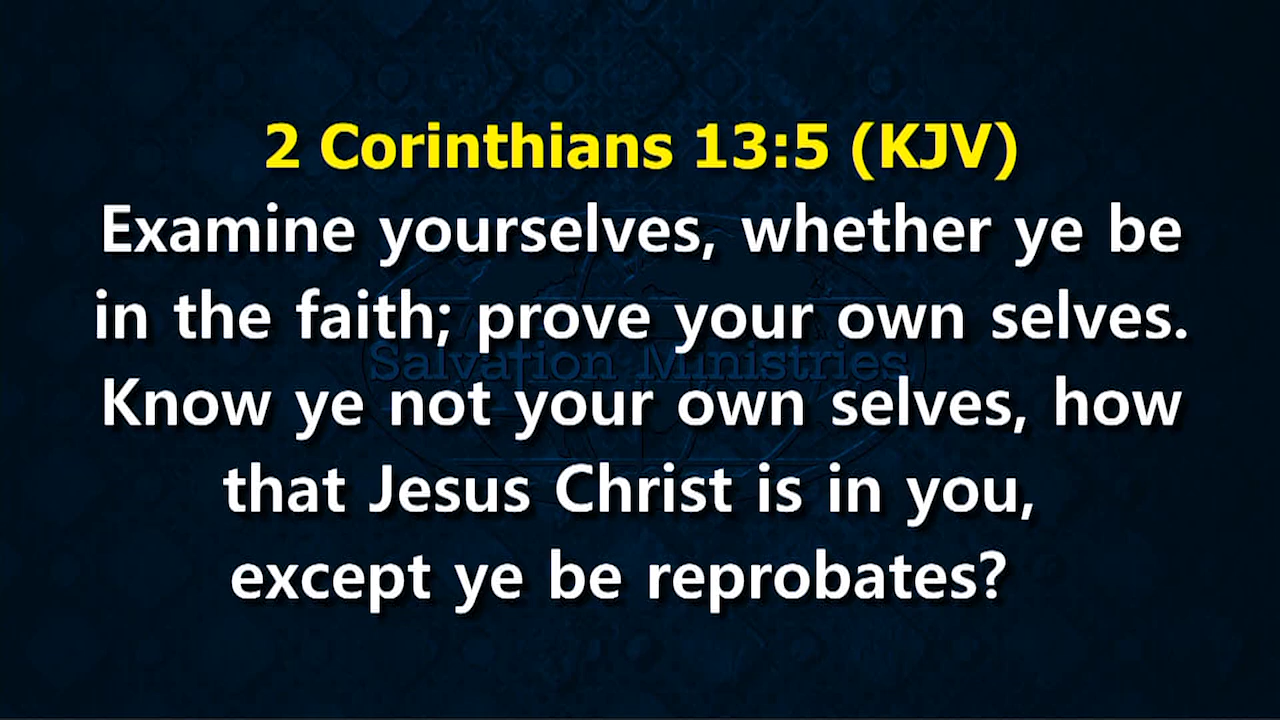 2 Corinthians 13:5 (KJV)
Examine yourselves, whether ye be
in the faith; prove your own selves.
Salvation Ministries
Know ye not your own selves, how
that Jesus Christ is in you,
except ye be reprobates?